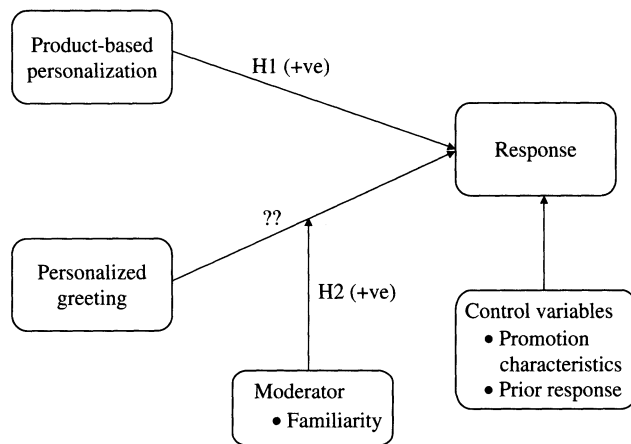 Product-based
personalization
H1 (+ve)
Response
??
Personalized
greeting
H2 (+ve)
Control variables
• Promotion
characteristics
• Prior response
Moderator
• Familiarity